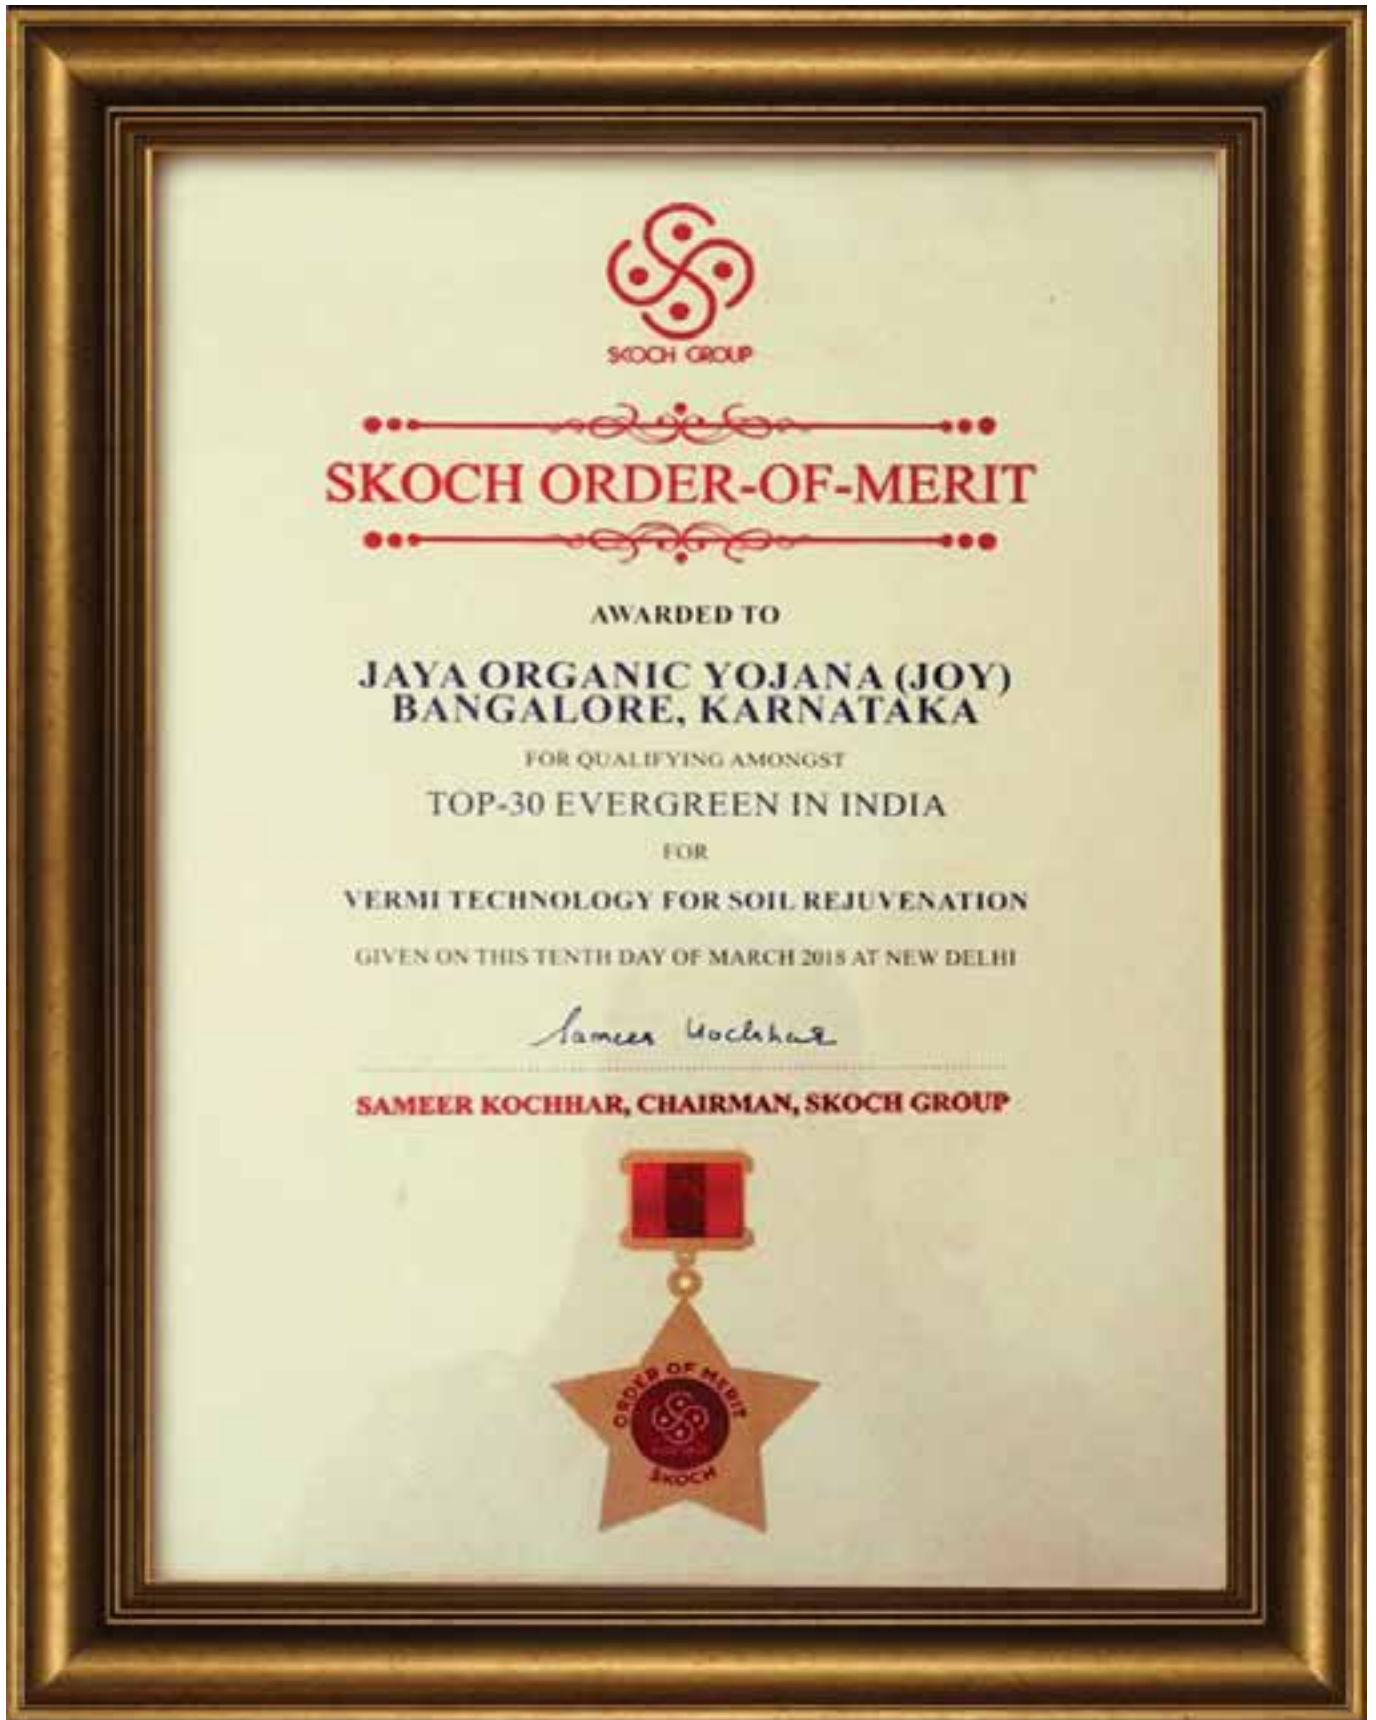 SKOCH GROUP
SKOCH ORDER-OF-MERIT
AWARDED TO
JAYA ORGANIC YOJANA (JOY)
BANGALORE, KARNATAKA
FOR QUALIFYING AMONGST
TOP-30 EVERGREEN IN INDIA
FOR
VERMI TECHNOLOGY FOR SOIL REJUVENATION
GIVEN ON THIS TENTH DAY OF MARCH 2018 AT NEW DELHI
Sameer Kochhar
SAMEER KOCHHAR, CHAIRMAN, SKOCH GROUP
ORDER OF MERIT
SKOCH